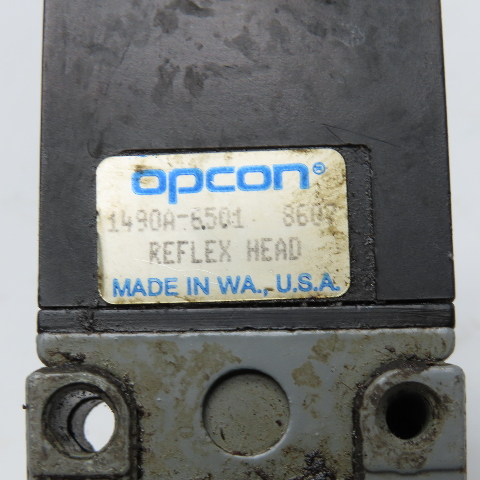 opcon®
1490A-6501
REFLEX HEAD
MADE IN WA., U.S.A.